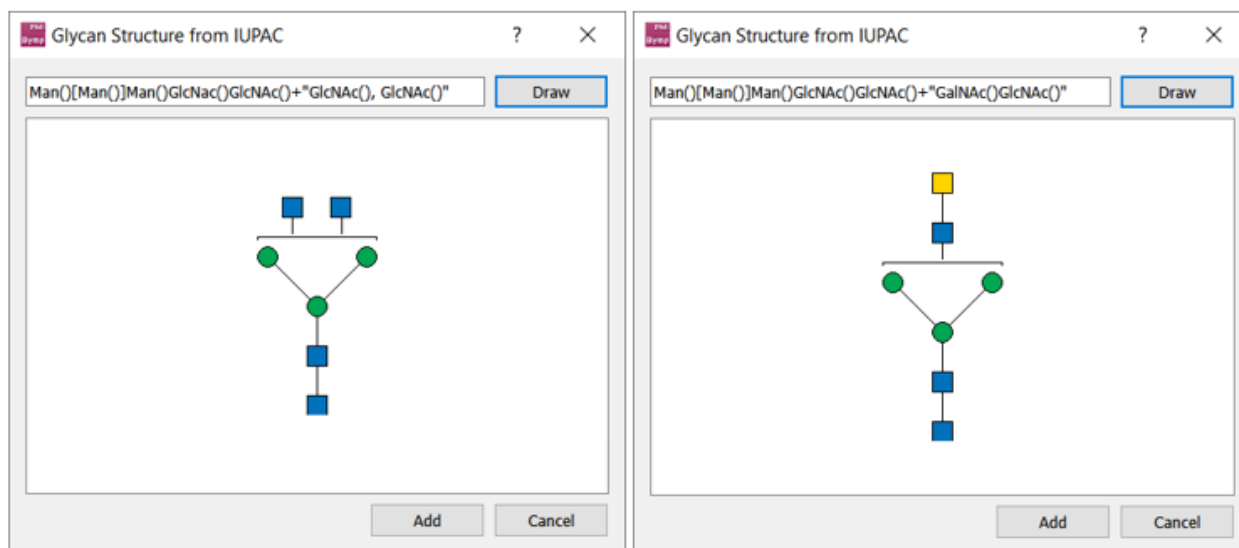 Glycan Structure from IUPAC
?
Man()[Man()]Man()GlcNac()GlcNAc()+"GlcNAc(), GlcNAc()"
Draw
Add
Cancel
Glycan Structure from IUPAC
?
Man()[Man()]Man()GlcNAc()GlcNAc()+"GalNAc()GlcNAc()"
Draw
Add
Cancel